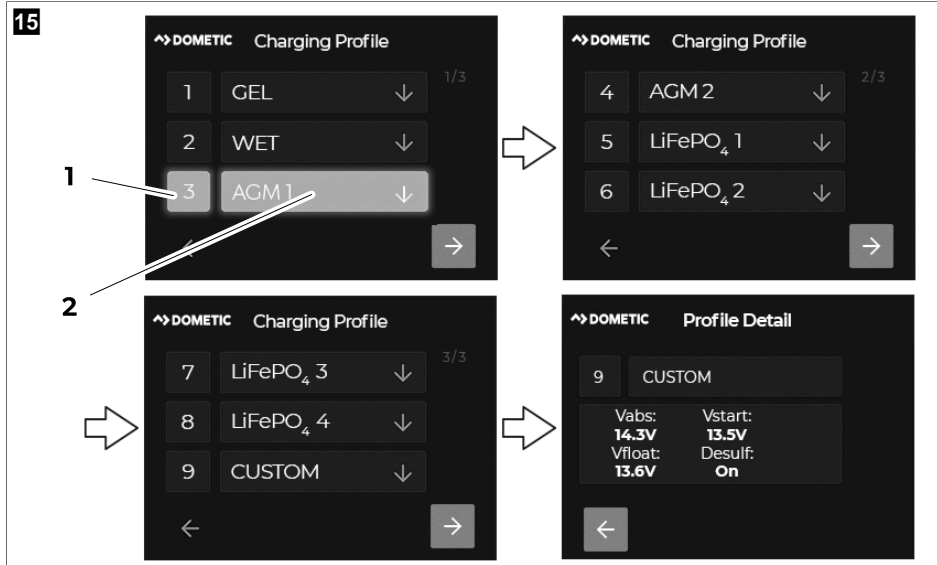 15
DOMETIC Charging Profile
1/3
1 GEL
2 WET
3 AGM 1
1
2
DOMETIC Charging Profile
2/3
4 AGM 2
5 LiFePO₄ 1
6 LiFePO₄ 2
DOMETIC Charging Profile
3/3
7 LiFePO₄ 3
8 LiFePO₄ 4
9 CUSTOM
DOMETIC Profile Detail
9 CUSTOM
Vabs: Vstart:
14.3V 13.5V
Vfloat: Desulf:
13.6V On